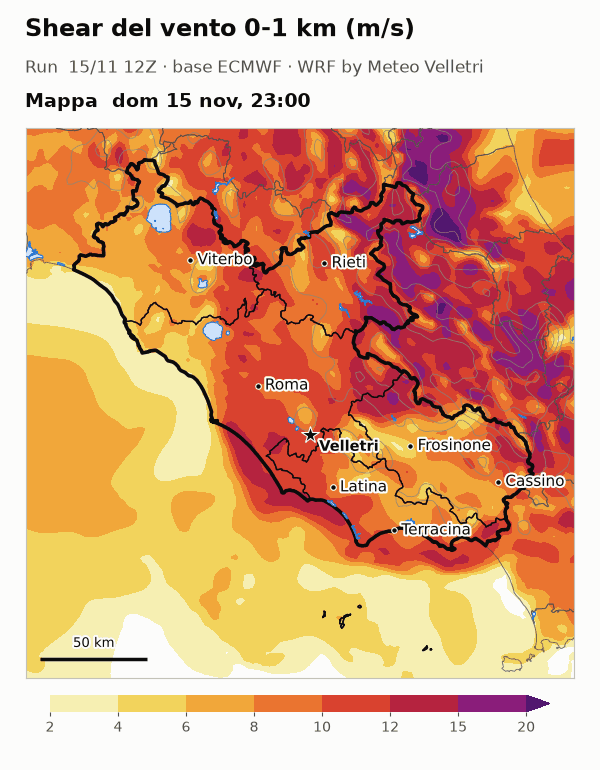 Shear del vento 0-1 km (m/s)
Run  15/11 12Z · base ECMWF · WRF by Meteo Velletri
Mappa  dom 15 nov, 23:00
Viterbo
Rieti
Roma
Velletri
Frosinone
Latina
Cassino
Terracina
50 km
2 4 6 8 10 12 15 20